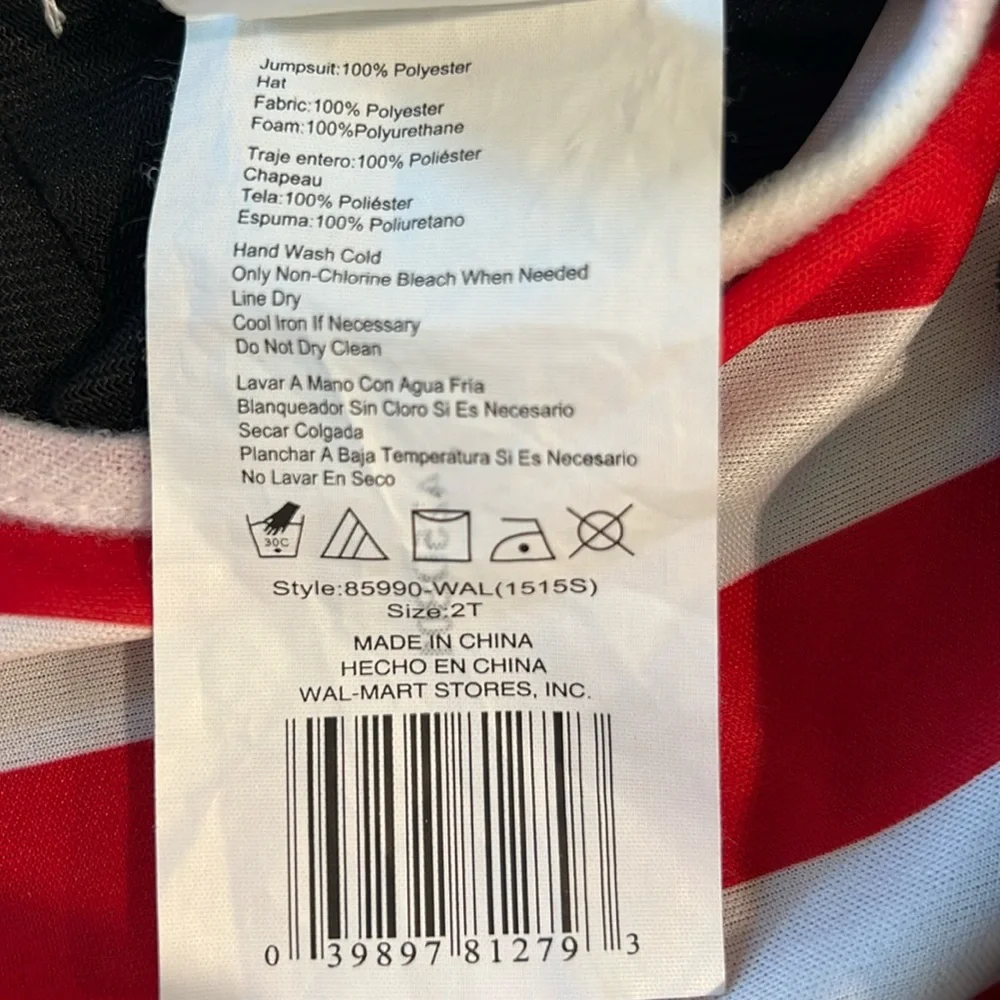 Jumpsuit:100% Polyester
Hat
Fabric:100% Polyester
Foam:100%Polyurethane
Traje entero:100% Poliéster
Chapeau
Tela:100% Poliéster
Espuma:100% Poliuretano
Hand Wash Cold
Only Non-Chlorine Bleach When Needed
Line Dry
Cool Iron If Necessary
Do Not Dry Clean
Lavar A Mano Con Agua Fria
Blanqueador Sin Cloro Si Es Necesario
Secar Colgada
Planchar A Baja Temperatura Si Es Necesario
No Lavar En Seco
30C
Style:85990-WAL(1515S)
Size:2T
MADE IN CHINA
HECHO EN CHINA
WAL-MART STORES, INC.
0 39897 81279 3